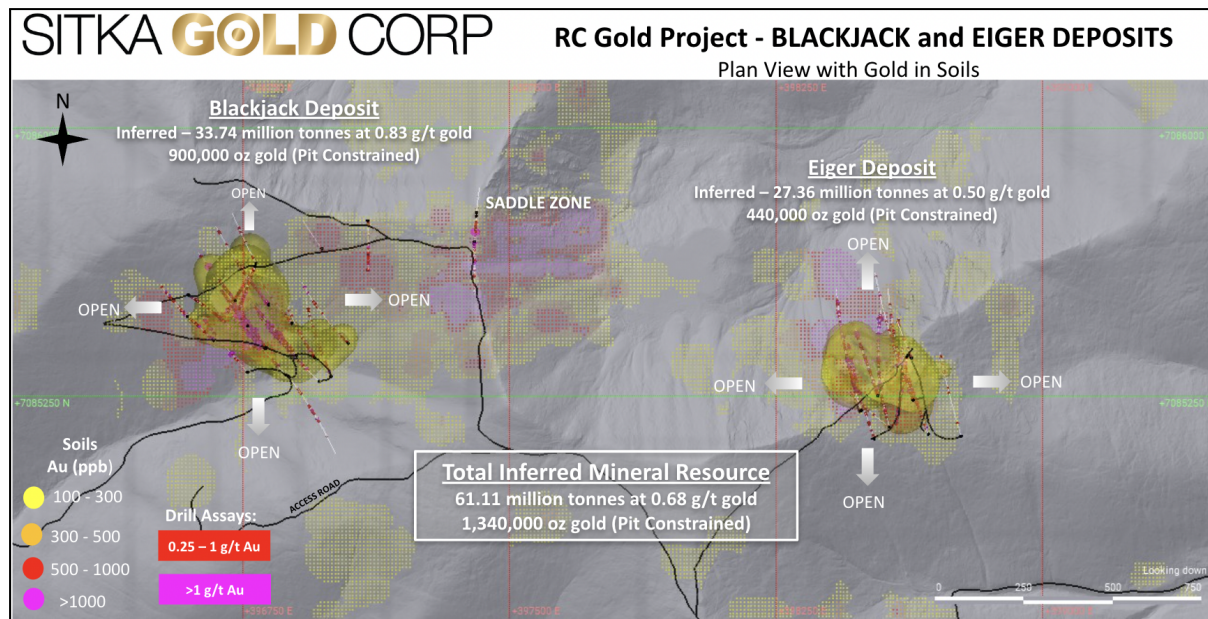 SITKA GOLD CORP
RC Gold Project - BLACKJACK and EIGER DEPOSITS
Plan View with Gold in Soils
N
Blackjack Deposit
Inferred – 33.74 million tonnes at 0.83 g/t gold
900,000 oz gold (Pit Constrained)
Eiger Deposit
Inferred – 27.36 million tonnes at 0.50 g/t gold
440,000 oz gold (Pit Constrained)
+7086000 N
OPEN
SADDLE ZONE
OPEN
OPEN
OPEN
OPEN
OPEN
+7085250 N
+7085250
OPEN
OPEN
Total Inferred Mineral Resource
61.11 million tonnes at 0.68 g/t gold
1,340,000 oz gold (Pit Constrained)
ACCESS ROAD
Soils
Au (ppb)
100 - 300
300 - 500
500 - 1000
>1000
Drill Assays:
0.25 – 1 g/t Au
>1 g/t Au
Looking down
0 250 500 750
+396750 E
+397500 E
+398250 E